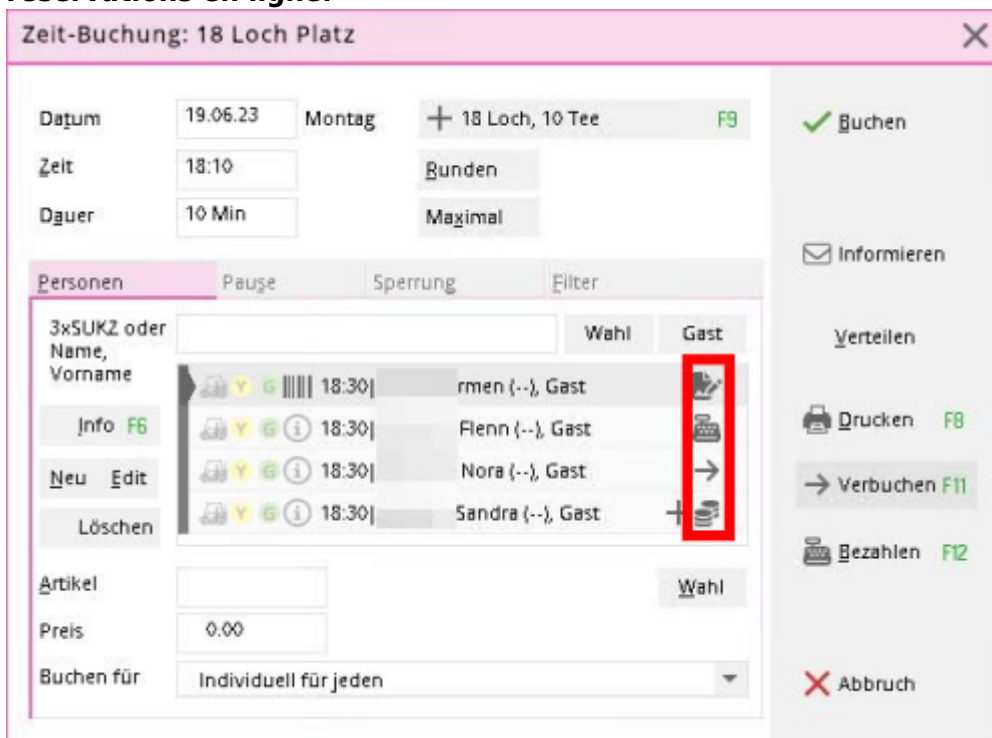 Zeit-Buchung: 18 Loch Platz
Datum 19.06.23 Montag 18 Loch, 10 Tee F9
Buchen
Zeit 18:10 Runden
Dauer 10 Min Maximal
Informieren
Personen Pause Sperrung Filter
3xSUKZ oder Name, Vorname
Wahl Gast
Verteilen
Y G 18:30| rmen (--), Gast
Info F6
Y G i 18:30| Flenn (--), Gast
Drucken F8
Neu Edit
Y G i 18:30| Nora (--), Gast
Verbuchen F11
Löschen
Y G i 18:30| Sandra (--), Gast
Bezahlen F12
Artikel Wahl
Preis 0.00
Buchen für Individuell für jeden
Abbruch